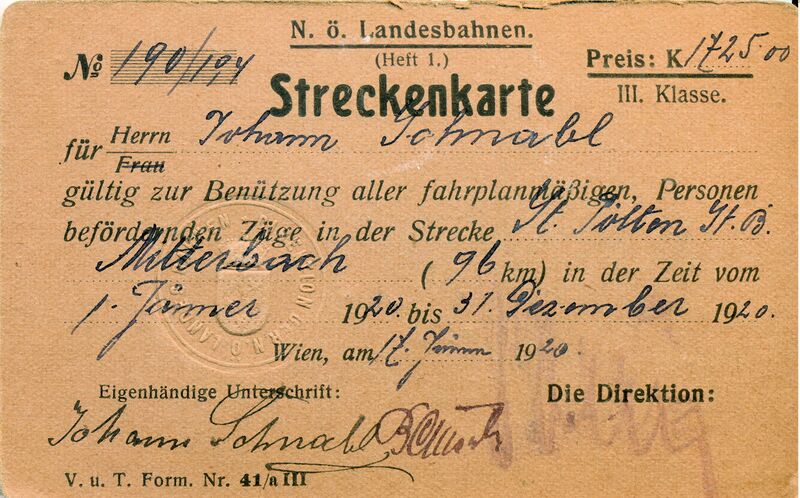 N. ö. Landesbahnen.
(Heft 1.)
№ 190/194
Preis: K 1725.00
Streckenkarte
III. Klasse.
für Herrn Frau Johann Schnabl
gültig zur Benützung aller fahrplanmäßigen, Personen
befördernden Züge in der Strecke St. Pölten St. B.
Mitterbach (96 km) in der Zeit vom
1. Jänner 1920. bis 31. Dezember 1920.
Wien, am 17. Jänner 1920.
Eigenhändige Unterschrift: Die Direktion:
Johann Schnabl
V. u. T. Form. Nr. 41/a III